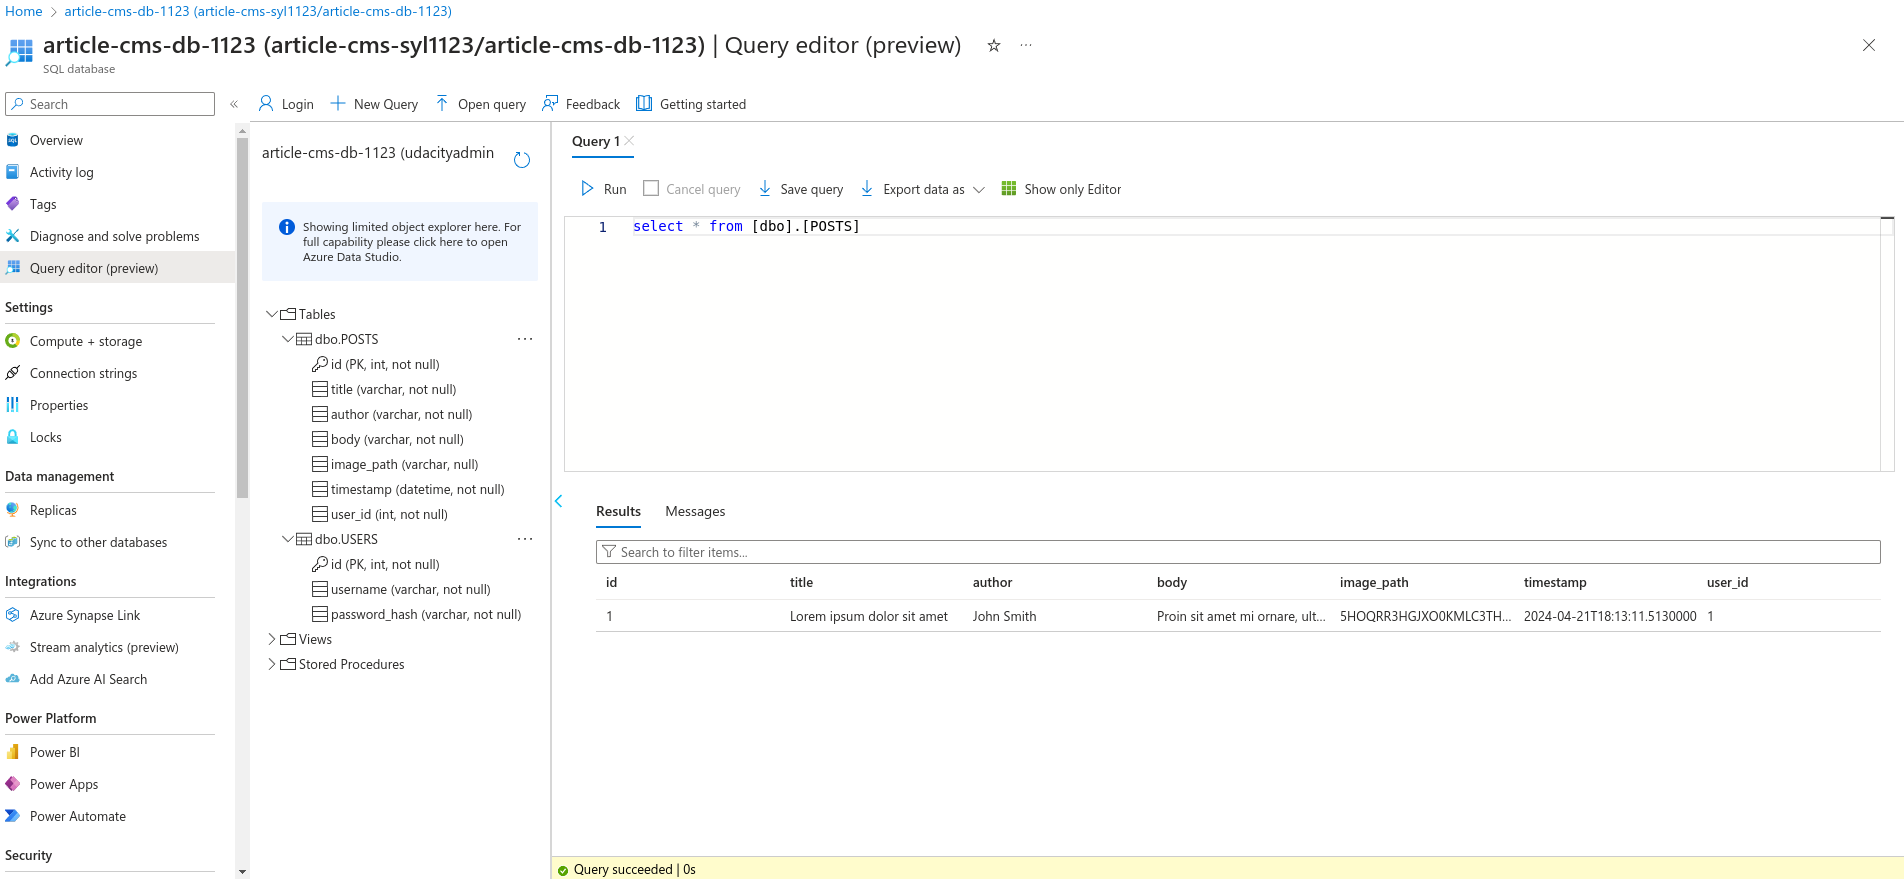 Home > article-cms-db-1123 (article-cms-syl1123/article-cms-db-1123)
article-cms-db-1123 (article-cms-syl1123/article-cms-db-1123) | Query editor (preview)
SQL database
Search
Overview
Activity log
Tags
Diagnose and solve problems
Query editor (preview)
Settings
Compute + storage
Connection strings
Properties
Locks
Data management
Replicas
Sync to other databases
Integrations
Azure Synapse Link
Stream analytics (preview)
Add Azure AI Search
Power Platform
Power BI
Power Apps
Power Automate
Security
Login New Query Open query Feedback Getting started
article-cms-db-1123 (udacityadmin
Showing limited object explorer here. For
full capability please click here to open
Azure Data Studio.
Tables
dbo.POSTS
id (PK, int, not null)
title (varchar, not null)
author (varchar, not null)
body (varchar, not null)
image_path (varchar, null)
timestamp (datetime, not null)
user_id (int, not null)
dbo.USERS
id (PK, int, not null)
username (varchar, not null)
password_hash (varchar, not null)
Views
Stored Procedures
Query 1
Run Cancel query Save query Export data as Show only Editor
1 select * from [dbo].[POSTS]
Results Messages
Search to filter items...
id title author body image_path timestamp user_id
1 Lorem ipsum dolor sit amet John Smith Proin sit amet mi ornare, ult... 5HOQRR3HGJXO0KMLC3TH... 2024-04-21T18:13:11.5130000 1
Query succeeded | 0s